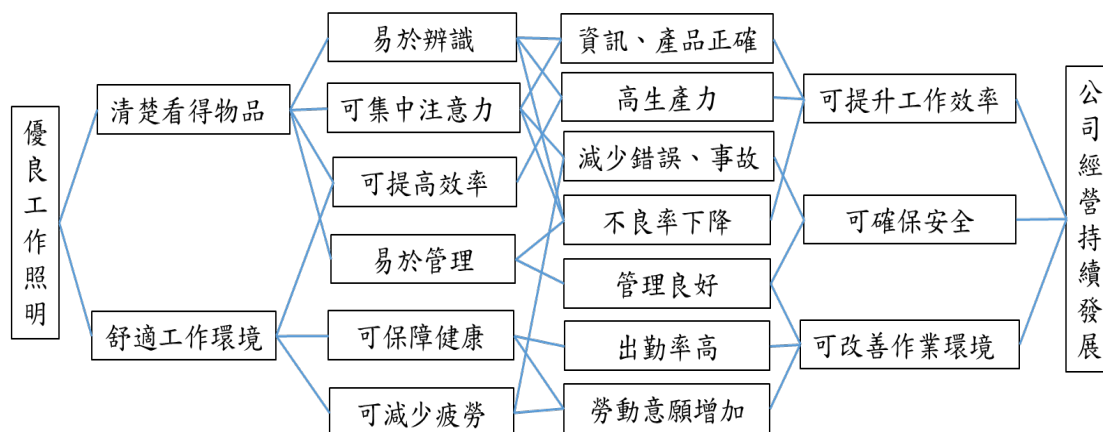 優良工作照明
清楚看得物品
舒適工作環境
易於辨識
可集中注意力
可提高效率
易於管理
可保障健康
可減少疲勞
資訊、產品正確
高生產力
減少錯誤、事故
不良率下降
管理良好
出勤率高
勞動意願增加
可提升工作效率
可確保安全
可改善作業環境
公司經營持續發展